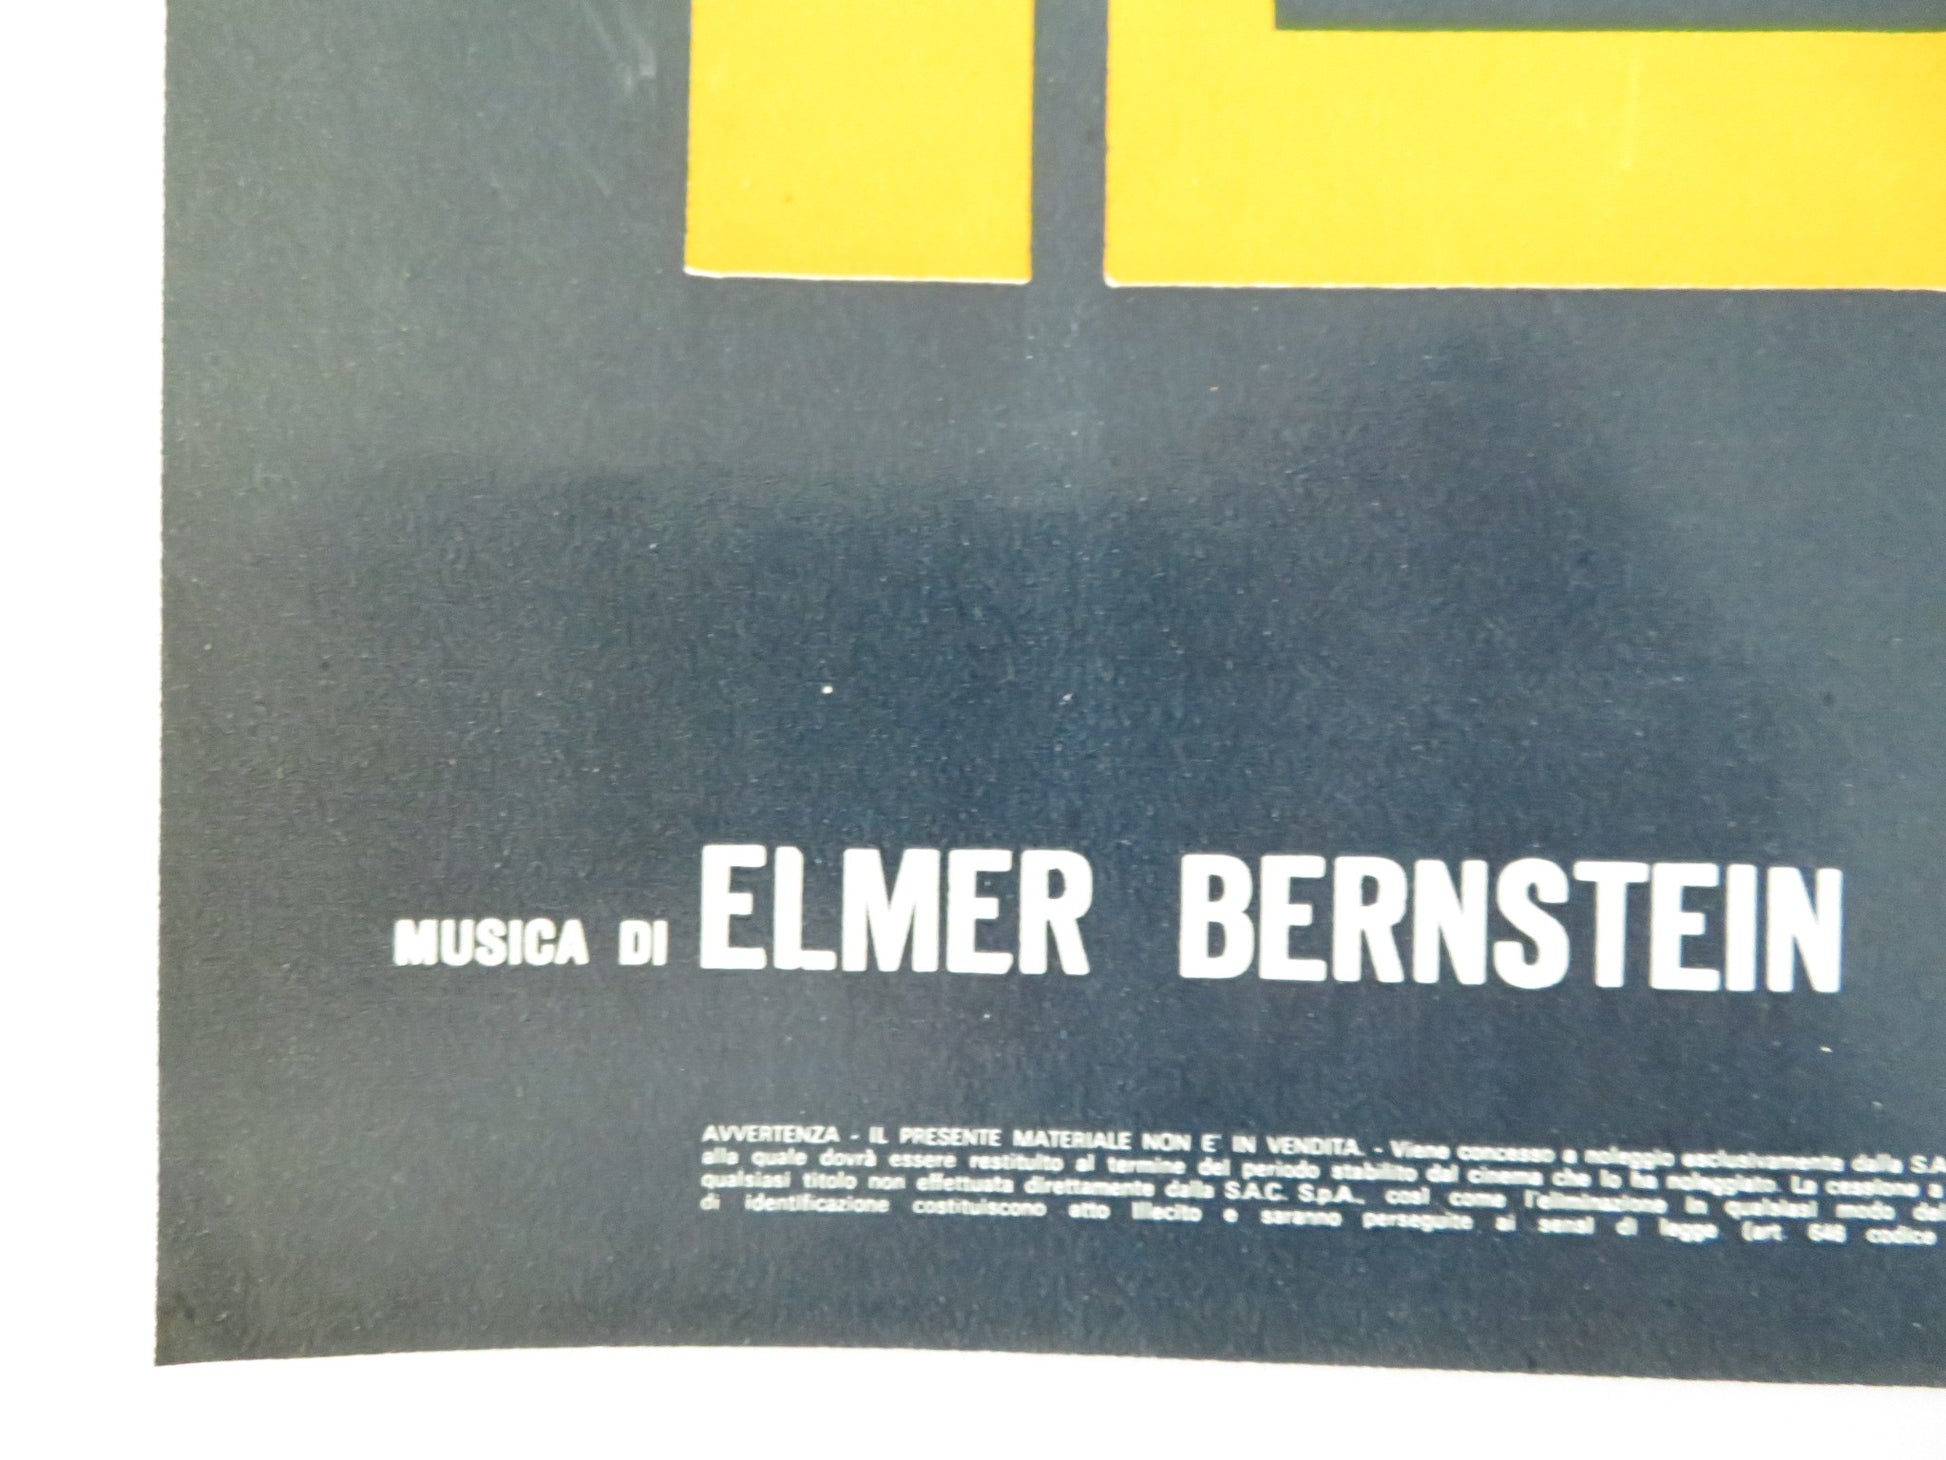 MUSICA DI ELMER BERNSTEIN
AVVERTENZA - IL PRESENTE MATERIALE NON E' IN VENDITA. - Viene concesso a noleggio esclusivamente dalla S.A
alla quale dovrà essere restituito al termine del periodo stabilito dal cinema che lo ha noleggiato. La cessione a
qualsiasi titolo non effettuata direttamente dalla S.A.C. S.p.A., così come l'eliminazione in qualsiasi modo del
di identificazione costituiscono atto illecito e saranno perseguite ai sensi di legge (art. 648 codice